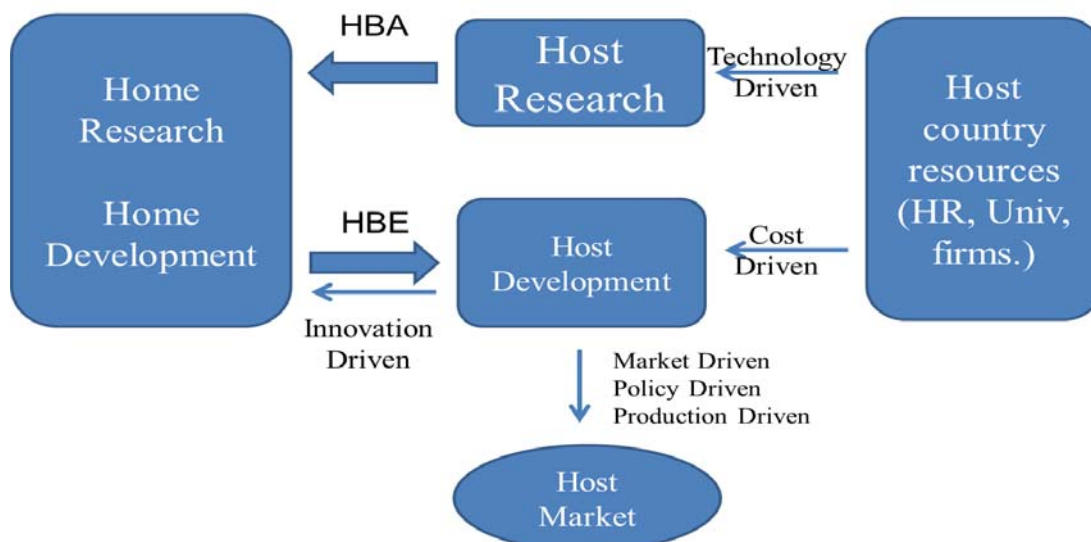 HBA
Home
Research
Home
Development
Host
Research
Technology
Driven
Host
country
resources
(HR, Univ,
firms.)
HBE
Innovation
Driven
Host
Development
Cost
Driven
Market Driven
Policy Driven
Production Driven
Host
Market